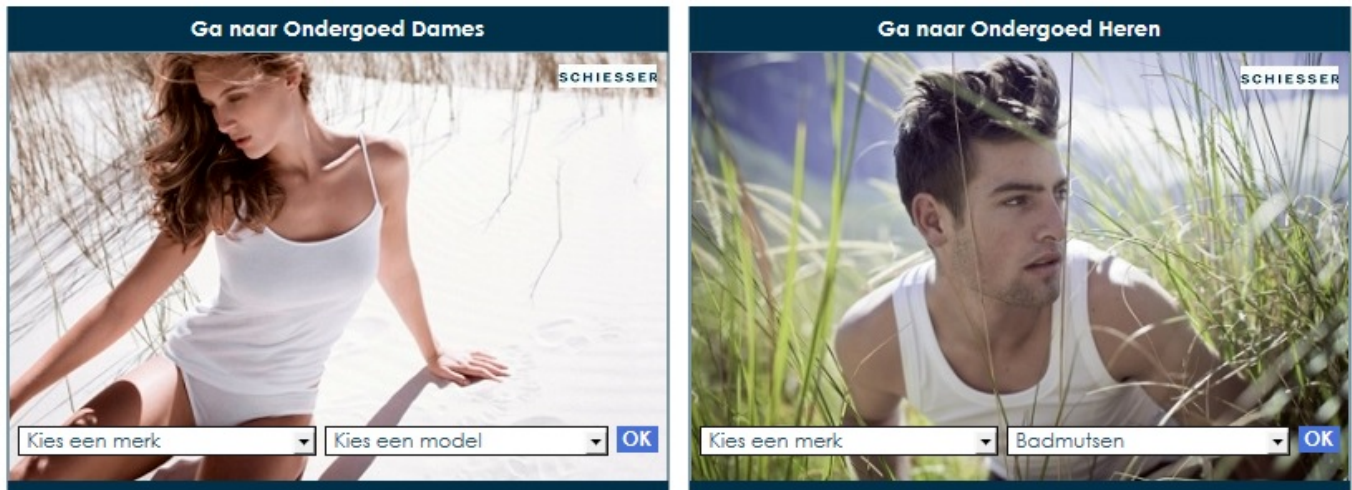 Ga naar Ondergoed Dames
SCHIESSER
Kies een merk
Kies een model
OK
Ga naar Ondergoed Heren
SCHIESSER
Kies een merk
Badmutsen
OK